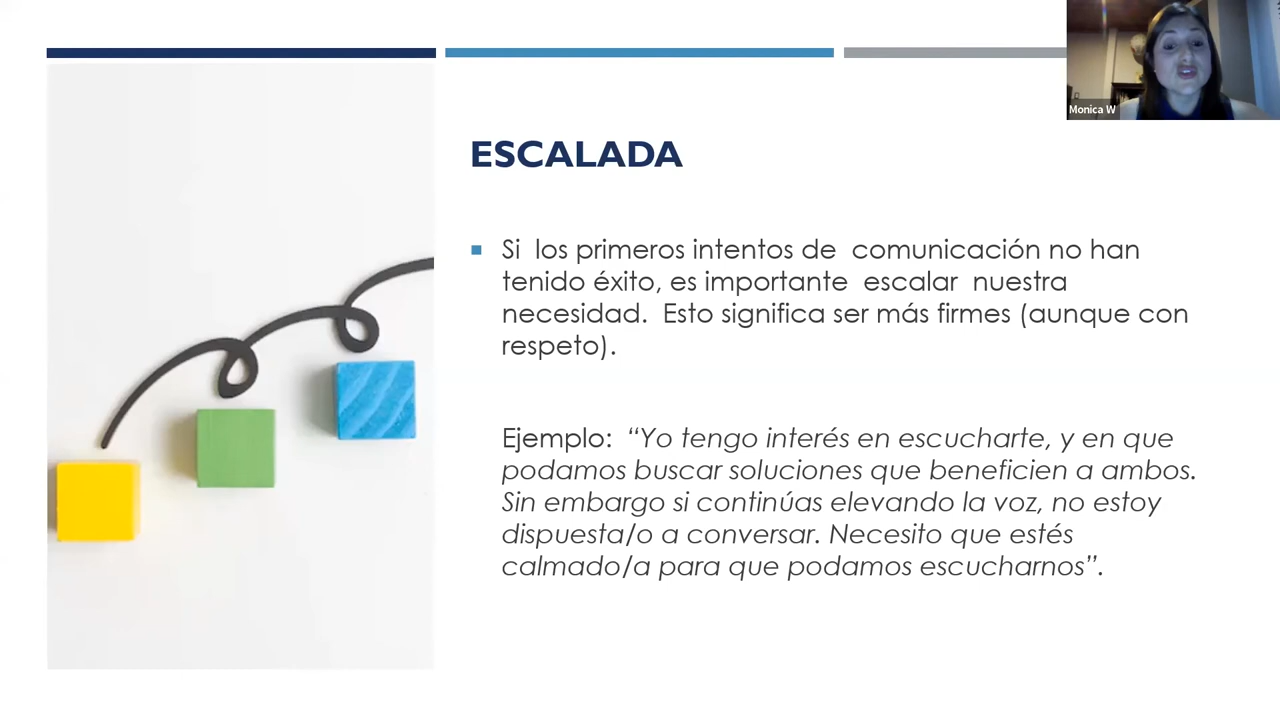 Monica W
ESCALADA
Si los primeros intentos de comunicación no han
tenido éxito, es importante escalar nuestra
necesidad. Esto significa ser más firmes (aunque con
respeto).
Ejemplo: “Yo tengo interés en escucharte, y en que
podamos buscar soluciones que beneficien a ambos.
Sin embargo si continúas elevando la voz, no estoy
dispuesta/o a conversar. Necesito que estés
calmado/a para que podamos escucharnos”.